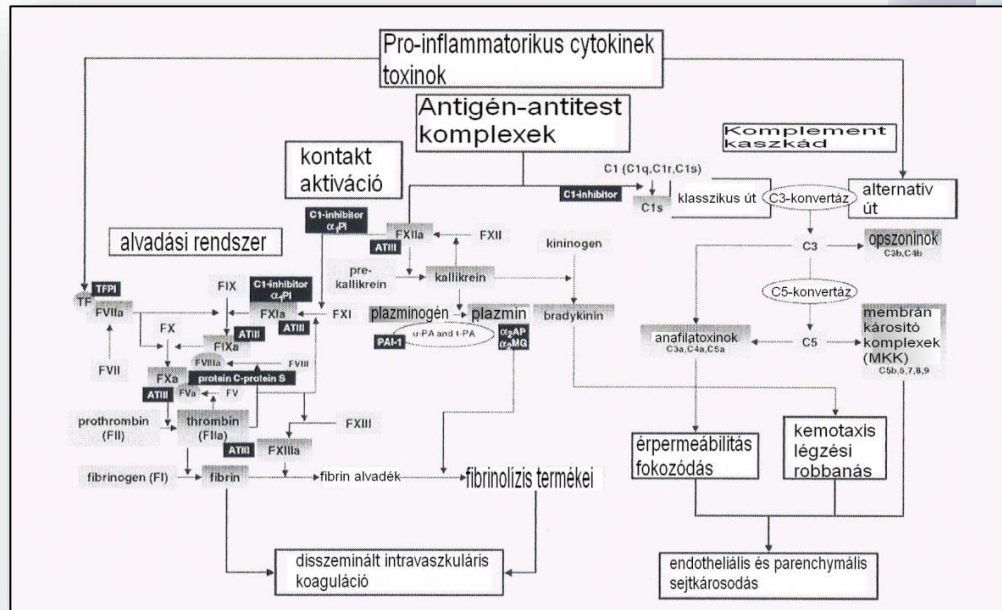 Pro-inflammatorikus cytokinek
toxinok
Antigén-antitest
komplexek
Komplement
kaszkád
kontakt
aktiváció
C1 (C1q,C1r,C1s)
C1-inhibitor
C1s
klasszikus út
C3-konvertáz
alternatív
út
alvadási rendszer
C1-inhibitor
α1PI
FXIIa
FXII
ATIII
kininogen
C3
opszoninok
C3b,C4b
pre-
kallikrein
kallikrein
TFPI
TF
FVIIa
FIX
C1-inhibitor
α1PI
FXIa
FXI
ATIII
plazminogén
plazmin
bradykinin
C5-konvertáz
u-PA and t-PA
PAI-1
α2AP
α2MG
FX
FIXa
ATIII
FVII
FVIIIa
FVIII
anafilatoxinok
C3a,C4a,C5a
C5
membrán
károsító
komplexek
(MKK)
C5b,6,7,8,9
FXa
protein C-protein S
ATIII
FVa
FV
prothrombin
(FII)
thrombin
(FIIa)
ATIII
FXIII
FXIIIa
érpermeábilitás
fokozódás
kemotaxis
légzési
robbanás
fibrinogen (FI)
fibrin
fibrin alvadék
fibrinolízis termékei
disszeminált intravaszkuláris
koaguláció
endotheliális és parenchymális
sejtkárosodás